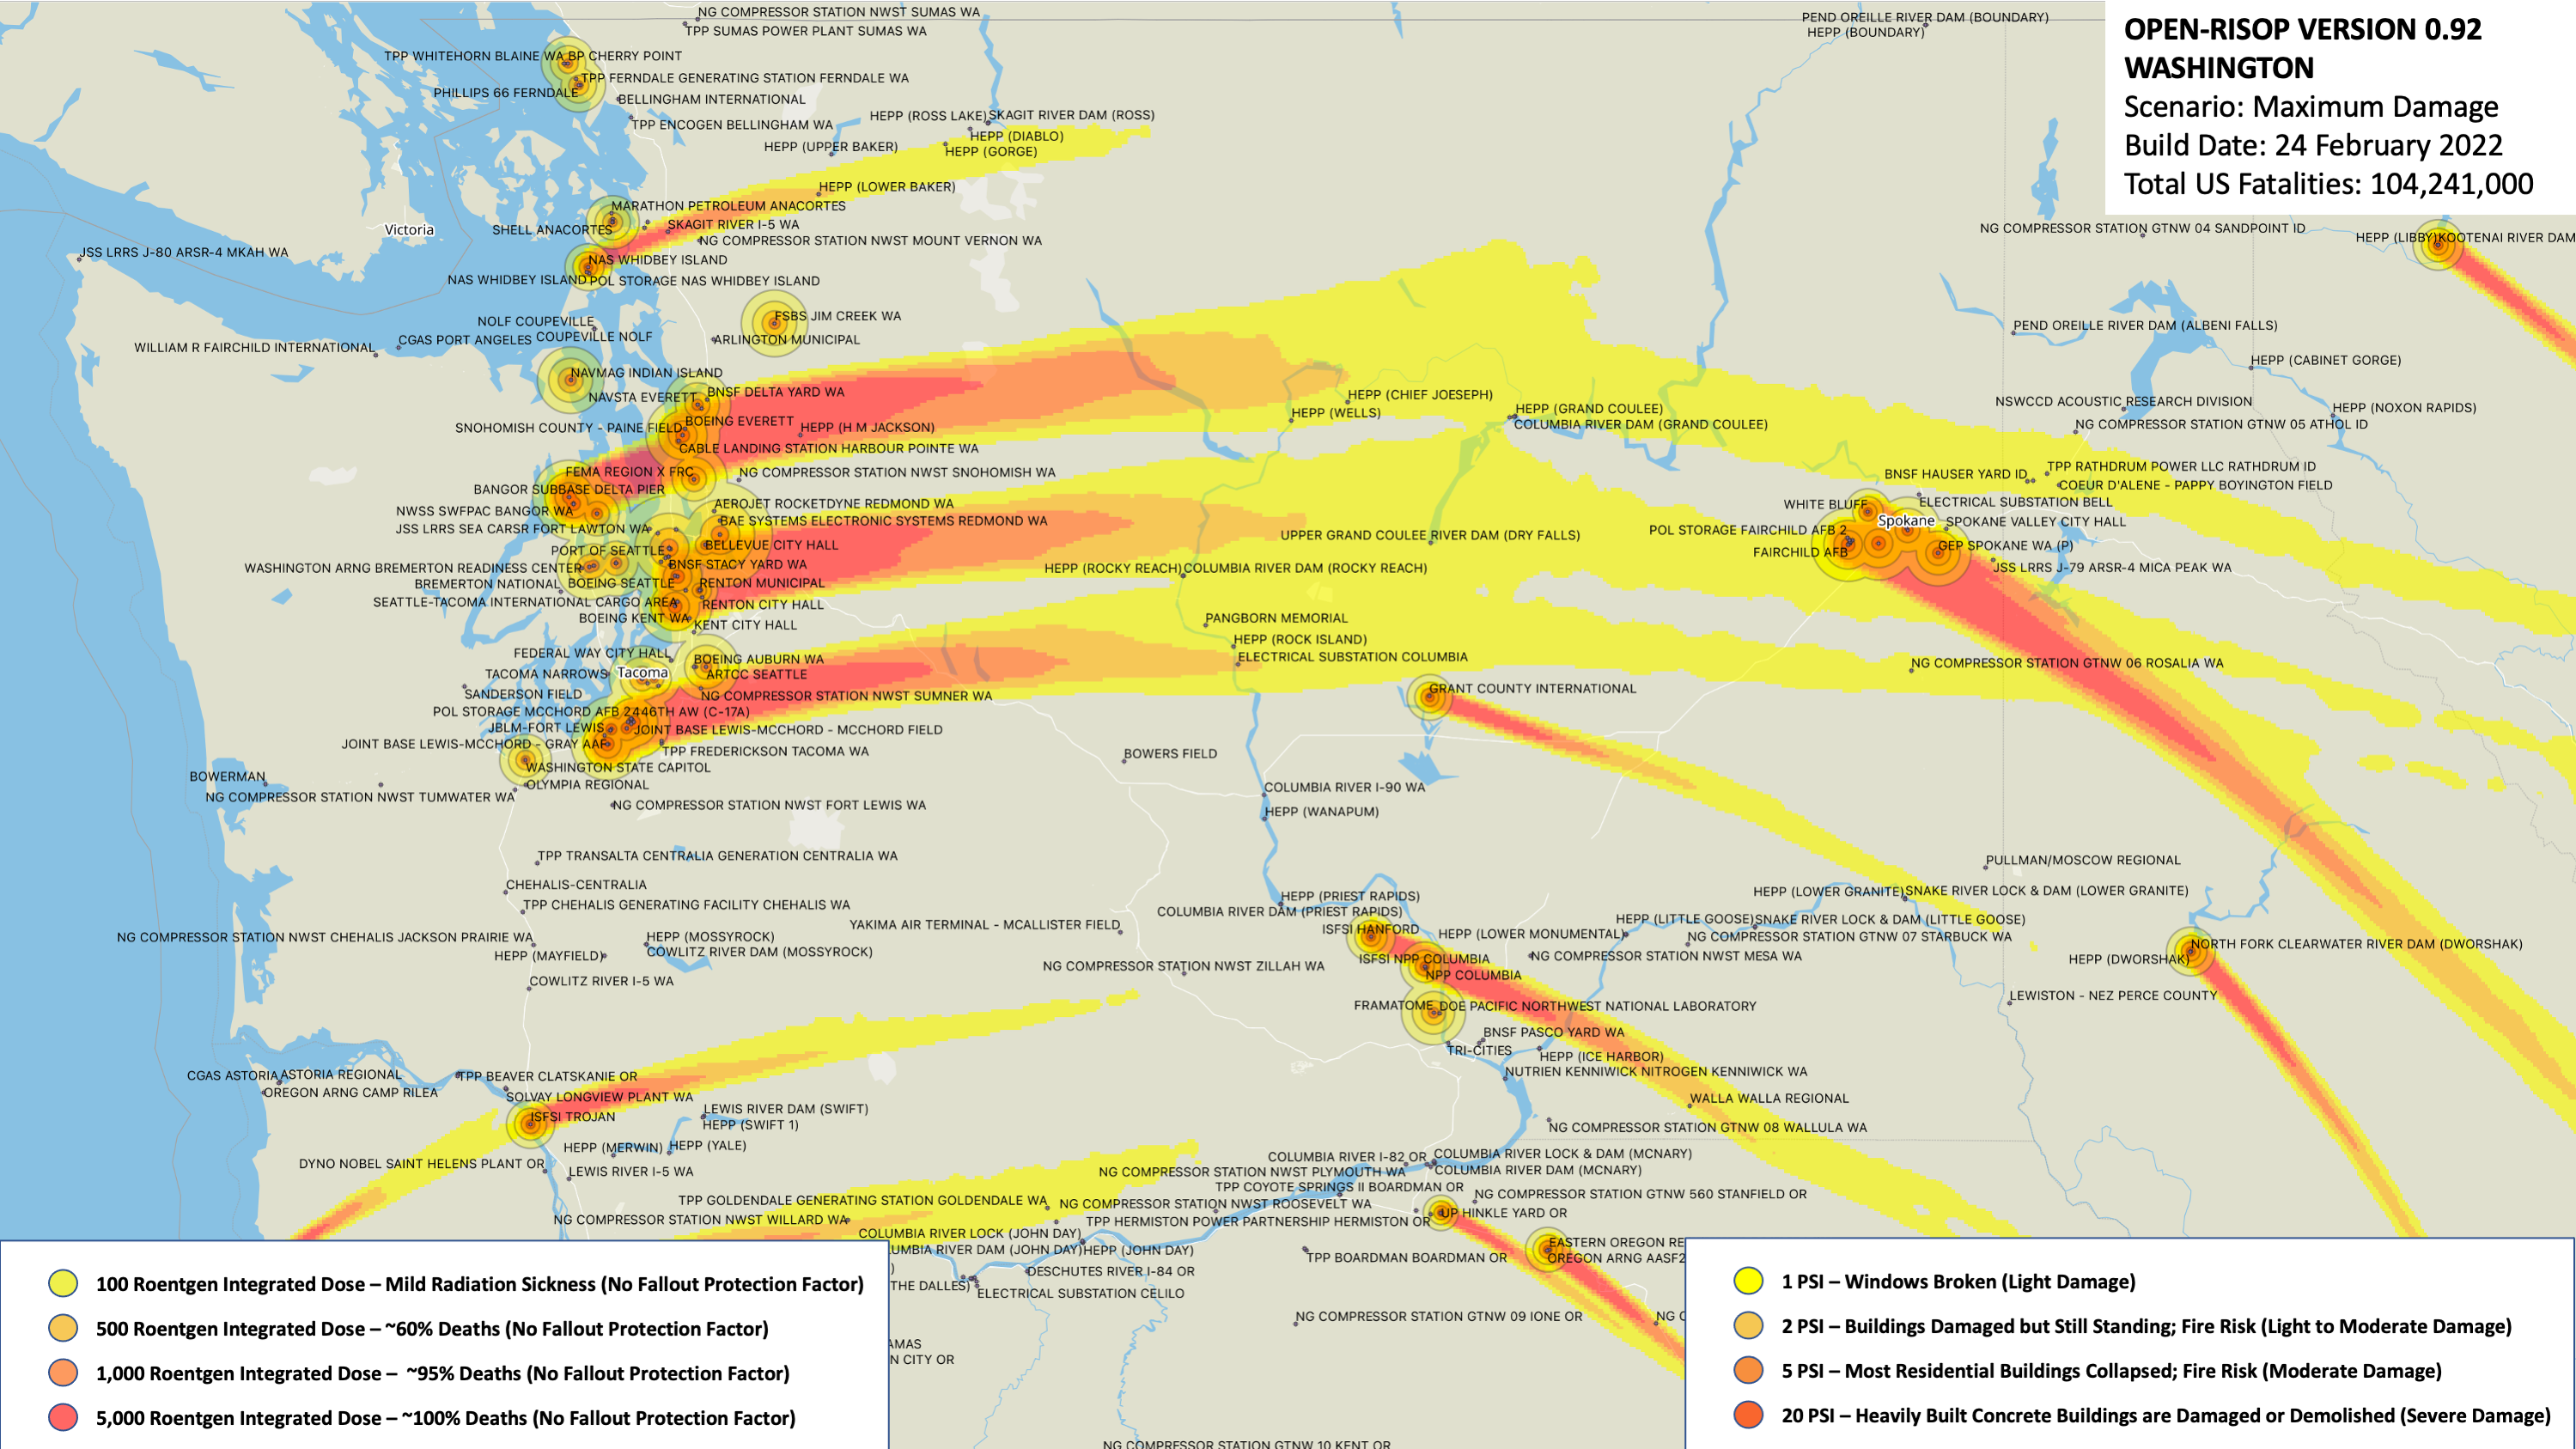 OPEN-RISOP VERSION 0.92
WASHINGTON
Scenario: Maximum Damage
Build Date: 24 February 2022
Total US Fatalities: 104,241,000
NG COMPRESSOR STATION NWST SUMAS WA
TPP SUMAS POWER PLANT SUMAS WA
PEND OREILLE RIVER DAM (BOUNDARY)
HEPP (BOUNDARY)
TPP WHITEHORN BLAINE WA
BP CHERRY POINT
TPP FERNDALE GENERATING STATION FERNDALE WA
PHILLIPS 66 FERNDALE
BELLINGHAM INTERNATIONAL
TPP ENCOGEN BELLINGHAM WA
HEPP (ROSS LAKE)
SKAGIT RIVER DAM (ROSS)
HEPP (DIABLO)
HEPP (UPPER BAKER)
HEPP (GORGE)
HEPP (LOWER BAKER)
MARATHON PETROLEUM ANACORTES
SKAGIT RIVER I-5 WA
SHELL ANACORTES
Victoria
NG COMPRESSOR STATION NWST MOUNT VERNON WA
JSS LRRS J-80 ARSR-4 MKAH WA
NAS WHIDBEY ISLAND
NAS WHIDBEY ISLAND
POL STORAGE NAS WHIDBEY ISLAND
NG COMPRESSOR STATION GTNW 04 SANDPOINT ID
HEPP (LIBBY)
KOOTENAI RIVER DAM
FSBS JIM CREEK WA
NOLF COUPEVILLE
CGAS PORT ANGELES
COUPEVILLE NOLF
ARLINGTON MUNICIPAL
WILLIAM R FAIRCHILD INTERNATIONAL
PEND OREILLE RIVER DAM (ALBENI FALLS)
HEPP (CABINET GORGE)
NAVMAG INDIAN ISLAND
NAVSTA EVERETT
BNSF DELTA YARD WA
HEPP (CHIEF JOESEPH)
HEPP (WELLS)
HEPP (GRAND COULEE)
COLUMBIA RIVER DAM (GRAND COULEE)
NSWCCD ACOUSTIC RESEARCH DIVISION
HEPP (NOXON RAPIDS)
NG COMPRESSOR STATION GTNW 05 ATHOL ID
BOEING EVERETT
SNOHOMISH COUNTY - PAINE FIELD
HEPP (H M JACKSON)
CABLE LANDING STATION HARBOUR POINTE WA
FEMA REGION X FRC
NG COMPRESSOR STATION NWST SNOHOMISH WA
BNSF HAUSER YARD ID
TPP RATHDRUM POWER LLC RATHDRUM ID
COEUR D'ALENE - PAPPY BOYINGTON FIELD
BANGOR SUBBASE DELTA PIER
NWSS SWFPAC BANGOR WA
AEROJET ROCKETDYNE REDMOND WA
JSS LRRS SEA CARSR FORT LAWTON WA
BAE SYSTEMS ELECTRONIC SYSTEMS REDMOND WA
WHITE BLUFF
ELECTRICAL SUBSTATION BELL
Spokane
SPOKANE VALLEY CITY HALL
POL STORAGE FAIRCHILD AFB 2
FAIRCHILD AFB
GEP SPOKANE WA (P)
JSS LRRS J-79 ARSR-4 MICA PEAK WA
UPPER GRAND COULEE RIVER DAM (DRY FALLS)
PORT OF SEATTLE
BELLEVUE CITY HALL
WASHINGTON ARNG BREMERTON READINESS CENTER
BNSF STACY YARD WA
HEPP (ROCKY REACH)
COLUMBIA RIVER DAM (ROCKY REACH)
BREMERTON NATIONAL
BOEING SEATTLE
RENTON MUNICIPAL
SEATTLE-TACOMA INTERNATIONAL CARGO AREA
RENTON CITY HALL
BOEING KENT WA
KENT CITY HALL
PANGBORN MEMORIAL
HEPP (ROCK ISLAND)
ELECTRICAL SUBSTATION COLUMBIA
FEDERAL WAY CITY HALL
BOEING AUBURN WA
TACOMA NARROWS
Tacoma
ARTCC SEATTLE
NG COMPRESSOR STATION GTNW 06 ROSALIA WA
SANDERSON FIELD
NG COMPRESSOR STATION NWST SUMNER WA
GRANT COUNTY INTERNATIONAL
POL STORAGE MCCHORD AFB 2
446TH AW (C-17A)
JBLM-FORT LEWIS
JOINT BASE LEWIS-MCCHORD - MCCHORD FIELD
JOINT BASE LEWIS-MCCHORD - GRAY AAF
TPP FREDERICKSON TACOMA WA
BOWERS FIELD
WASHINGTON STATE CAPITOL
BOWERMAN
OLYMPIA REGIONAL
COLUMBIA RIVER I-90 WA
NG COMPRESSOR STATION NWST TUMWATER WA
NG COMPRESSOR STATION NWST FORT LEWIS WA
HEPP (WANAPUM)
TPP TRANSALTA CENTRALIA GENERATION CENTRALIA WA
PULLMAN/MOSCOW REGIONAL
CHEHALIS-CENTRALIA
HEPP (PRIEST RAPIDS)
HEPP (LOWER GRANITE)
SNAKE RIVER LOCK & DAM (LOWER GRANITE)
TPP CHEHALIS GENERATING FACILITY CHEHALIS WA
COLUMBIA RIVER DAM (PRIEST RAPIDS)
HEPP (LITTLE GOOSE)
SNAKE RIVER LOCK & DAM (LITTLE GOOSE)
YAKIMA AIR TERMINAL - MCALLISTER FIELD
ISFSI HANFORD
HEPP (LOWER MONUMENTAL)
NG COMPRESSOR STATION GTNW 07 STARBUCK WA
NG COMPRESSOR STATION NWST CHEHALIS JACKSON PRAIRIE WA
HEPP (MOSSYROCK)
COWLITZ RIVER DAM (MOSSYROCK)
HEPP (MAYFIELD)
NORTH FORK CLEARWATER RIVER DAM (DWORSHAK)
HEPP (DWORSHAK)
ISFSI NPP COLUMBIA
NG COMPRESSOR STATION NWST MESA WA
NG COMPRESSOR STATION NWST ZILLAH WA
NPP COLUMBIA
COWLITZ RIVER I-5 WA
LEWISTON - NEZ PERCE COUNTY
FRAMATOME
DOE PACIFIC NORTHWEST NATIONAL LABORATORY
BNSF PASCO YARD WA
TRI-CITIES
HEPP (ICE HARBOR)
NUTRIEN KENNIWICK NITROGEN KENNIWICK WA
CGAS ASTORIA
ASTORIA REGIONAL
TPP BEAVER CLATSKANIE OR
OREGON ARNG CAMP RILEA
SOLVAY LONGVIEW PLANT WA
WALLA WALLA REGIONAL
ISFSI TROJAN
LEWIS RIVER DAM (SWIFT)
HEPP (SWIFT 1)
NG COMPRESSOR STATION GTNW 08 WALLULA WA
HEPP (MERWIN)
HEPP (YALE)
DYNO NOBEL SAINT HELENS PLANT OR
LEWIS RIVER I-5 WA
COLUMBIA RIVER I-82 OR
COLUMBIA RIVER LOCK & DAM (MCNARY)
NG COMPRESSOR STATION NWST PLYMOUTH WA
COLUMBIA RIVER DAM (MCNARY)
TPP COYOTE SPRINGS II BOARDMAN OR
TPP GOLDENDALE GENERATING STATION GOLDENDALE WA
NG COMPRESSOR STATION NWST ROOSEVELT WA
NG COMPRESSOR STATION GTNW 560 STANFIELD OR
NG COMPRESSOR STATION NWST WILLARD WA
TPP HERMISTON POWER PARTNERSHIP HERMISTON OR
UP HINKLE YARD OR
COLUMBIA RIVER LOCK (JOHN DAY)
UMBIA RIVER DAM (JOHN DAY)
HEPP (JOHN DAY)
EASTERN OREGON RE
TPP BOARDMAN BOARDMAN OR
OREGON ARNG AASF2
)
DESCHUTES RIVER I-84 OR
THE DALLES)
ELECTRICAL SUBSTATION CELILO
NG COMPRESSOR STATION GTNW 09 IONE OR
NG C
AMAS
N CITY OR
NG COMPRESSOR STATION GTNW 10 KENT OR
100 Roentgen Integrated Dose – Mild Radiation Sickness (No Fallout Protection Factor)
500 Roentgen Integrated Dose – ~60% Deaths (No Fallout Protection Factor)
1,000 Roentgen Integrated Dose – ~95% Deaths (No Fallout Protection Factor)
5,000 Roentgen Integrated Dose – ~100% Deaths (No Fallout Protection Factor)
1 PSI – Windows Broken (Light Damage)
2 PSI – Buildings Damaged but Still Standing; Fire Risk (Light to Moderate Damage)
5 PSI – Most Residential Buildings Collapsed; Fire Risk (Moderate Damage)
20 PSI – Heavily Built Concrete Buildings are Damaged or Demolished (Severe Damage)